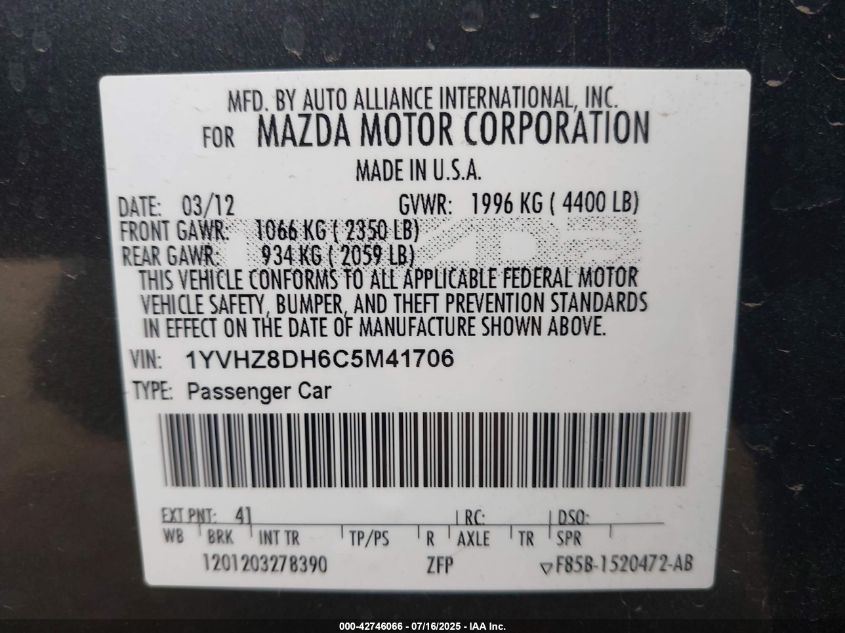 MFD. BY AUTO ALLIANCE INTERNATIONAL, INC.
FOR MAZDA MOTOR CORPORATION
MADE IN U.S.A.
DATE: 03/12 GVWR: 1996 KG ( 4400 LB)
FRONT GAWR: 1066 KG ( 2350 LB)
REAR GAWR: 934 KG ( 2059 LB)
THIS VEHICLE CONFORMS TO ALL APPLICABLE FEDERAL MOTOR
VEHICLE SAFETY, BUMPER, AND THEFT PREVENTION STANDARDS
IN EFFECT ON THE DATE OF MANUFACTURE SHOWN ABOVE.
VIN: 1YVHZ8DH6C5M41706
TYPE: Passenger Car
EXT PNT: 41 RC: DSO:
WB BRK INT TR TP/PS R AXLE TR SPR
1201203278390 ZFP F85B-1520472-AB
000-42746066 - 07/16/2025 - IAA Inc.